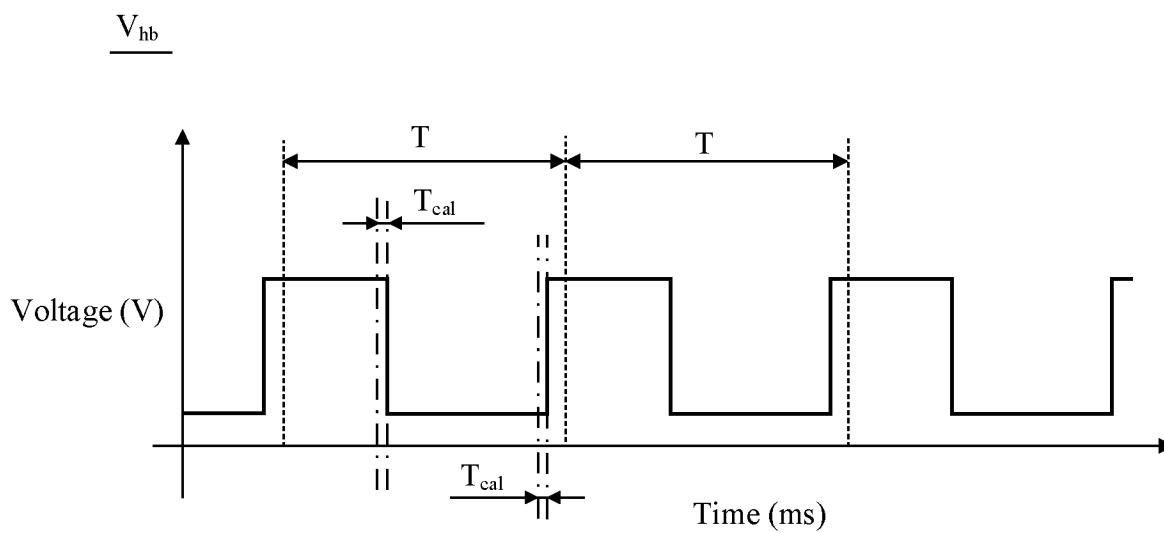 V_hb
T
T
T_cal
Voltage (V)
T_cal
Time (ms)